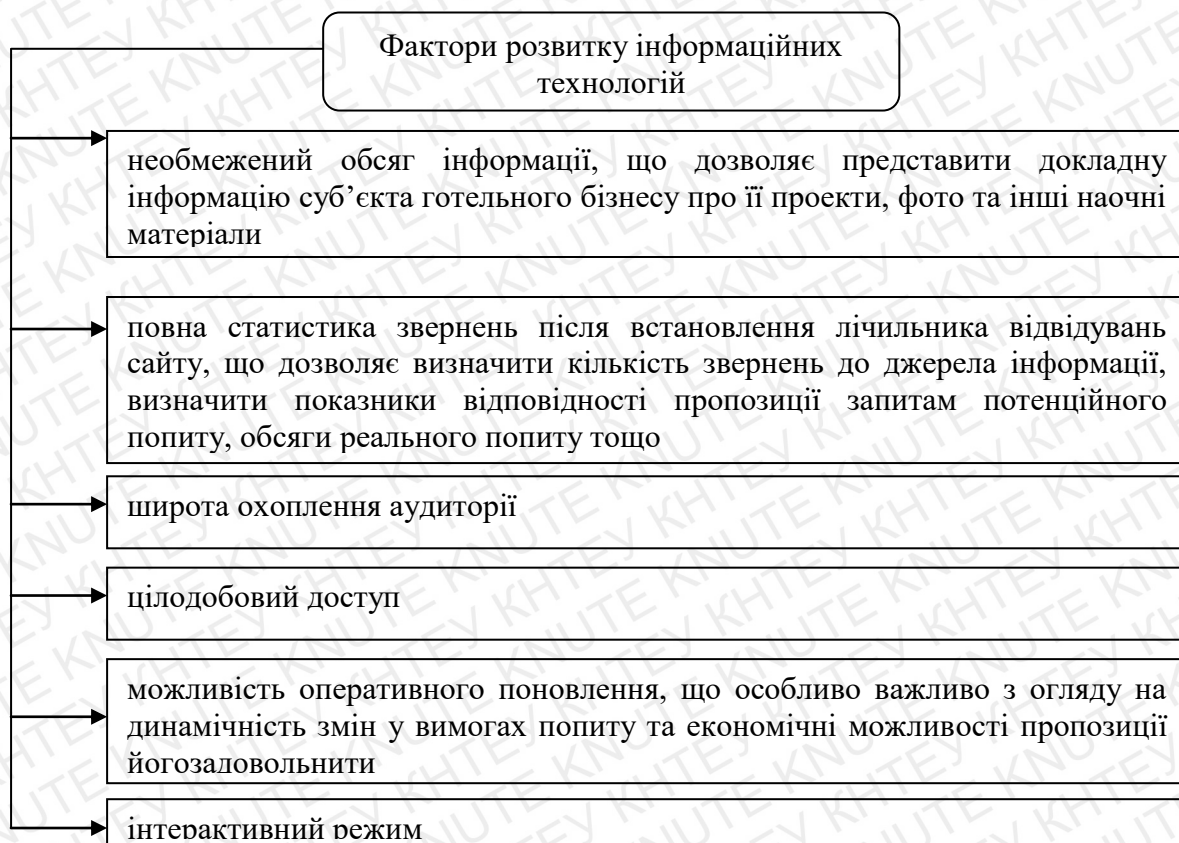 Фактори розвитку інформаційних
технологій
необмежений обсяг інформації, що дозволяє представити докладну
інформацію суб’єкта готельного бізнесу про її проекти, фото та інші наочні
матеріали
повна статистика звернень після встановлення лічильника відвідувань
сайту, що дозволяє визначити кількість звернень до джерела інформації,
визначити показники відповідності пропозиції запитам потенційного
попиту, обсяги реального попиту тощо
широта охоплення аудиторії
цілодобовий доступ
можливість оперативного поновлення, що особливо важливо з огляду на
динамічність змін у вимогах попиту та економічні можливості пропозиції
йогозадовольнити
інтерактивний режим